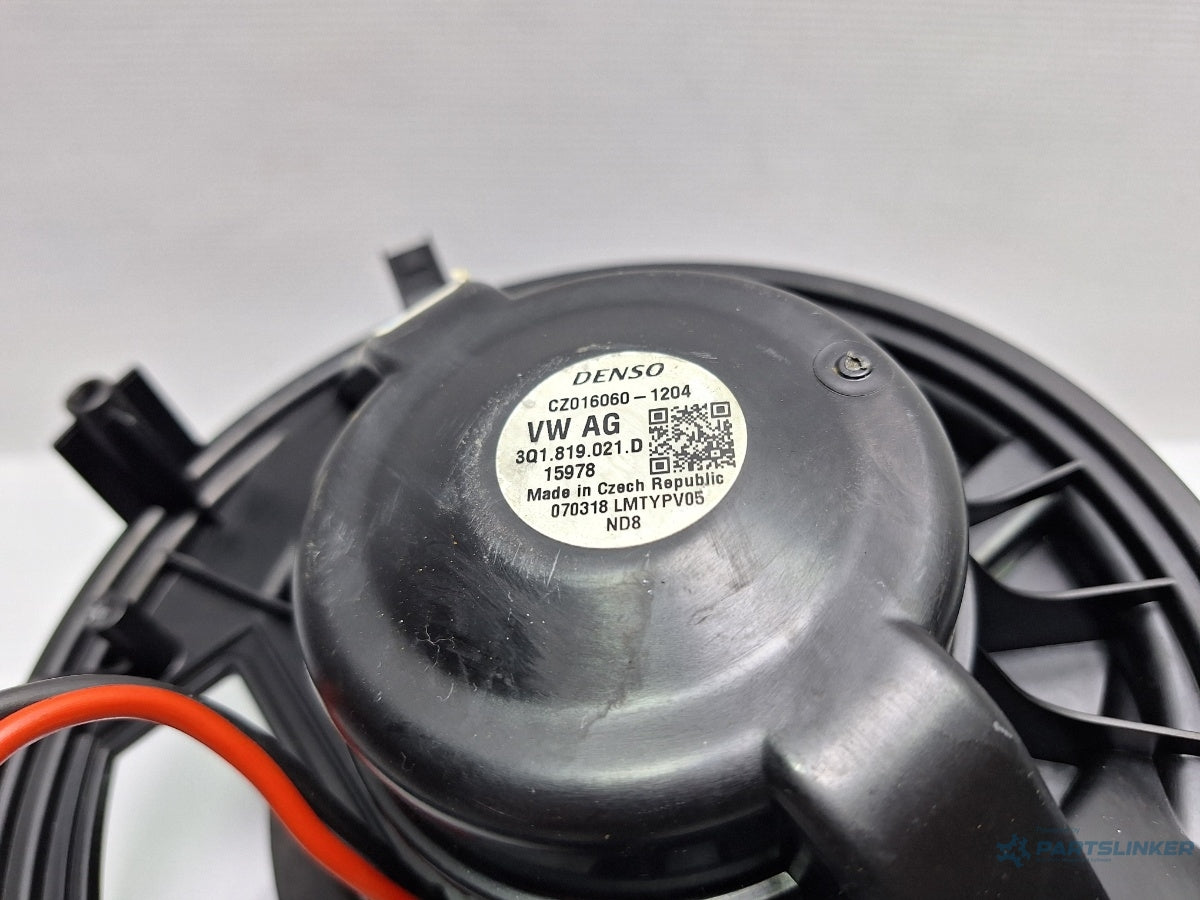 DENSO
CZ016060-1204
VW AG
3Q1.819.021.D
15978
Made in Czech Republic
070318 LMTYPV05
ND8
PARTSLINKER